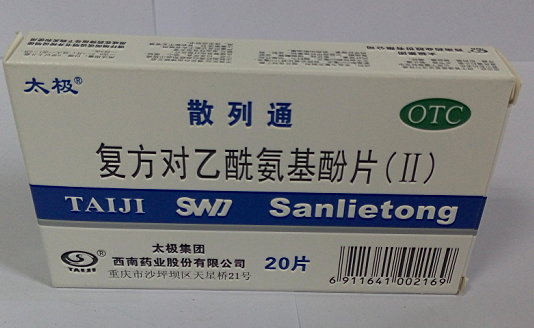 太极®
散列通
OTC
复方对乙酰氨基酚片(II)
TAIJI SWP Sanlietong
太极集团
西南药业股份有限公司
重庆市沙坪坝区天星桥21号
20片
TAIJI ®
6 911641 002169